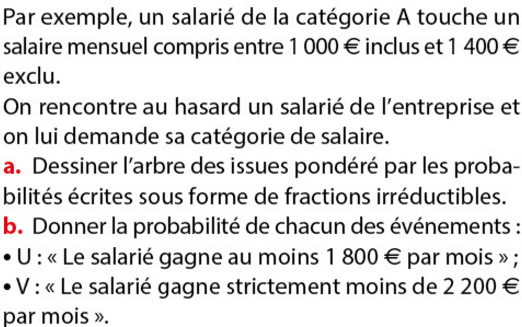 Par exemple, un salarié de la catégorie A touche un
salaire mensuel compris entre 1 000 € inclus et 1 400 €
exclu.
On rencontre au hasard un salarié de l'entreprise et
on lui demande sa catégorie de salaire.
a. Dessiner l'arbre des issues pondéré par les proba-
bilités écrites sous forme de fractions irréductibles.
b. Donner la probabilité de chacun des événements :
• U : « Le salarié gagne au moins 1 800 € par mois » ;
• V : « Le salarié gagne strictement moins de 2 200 €
par mois ».